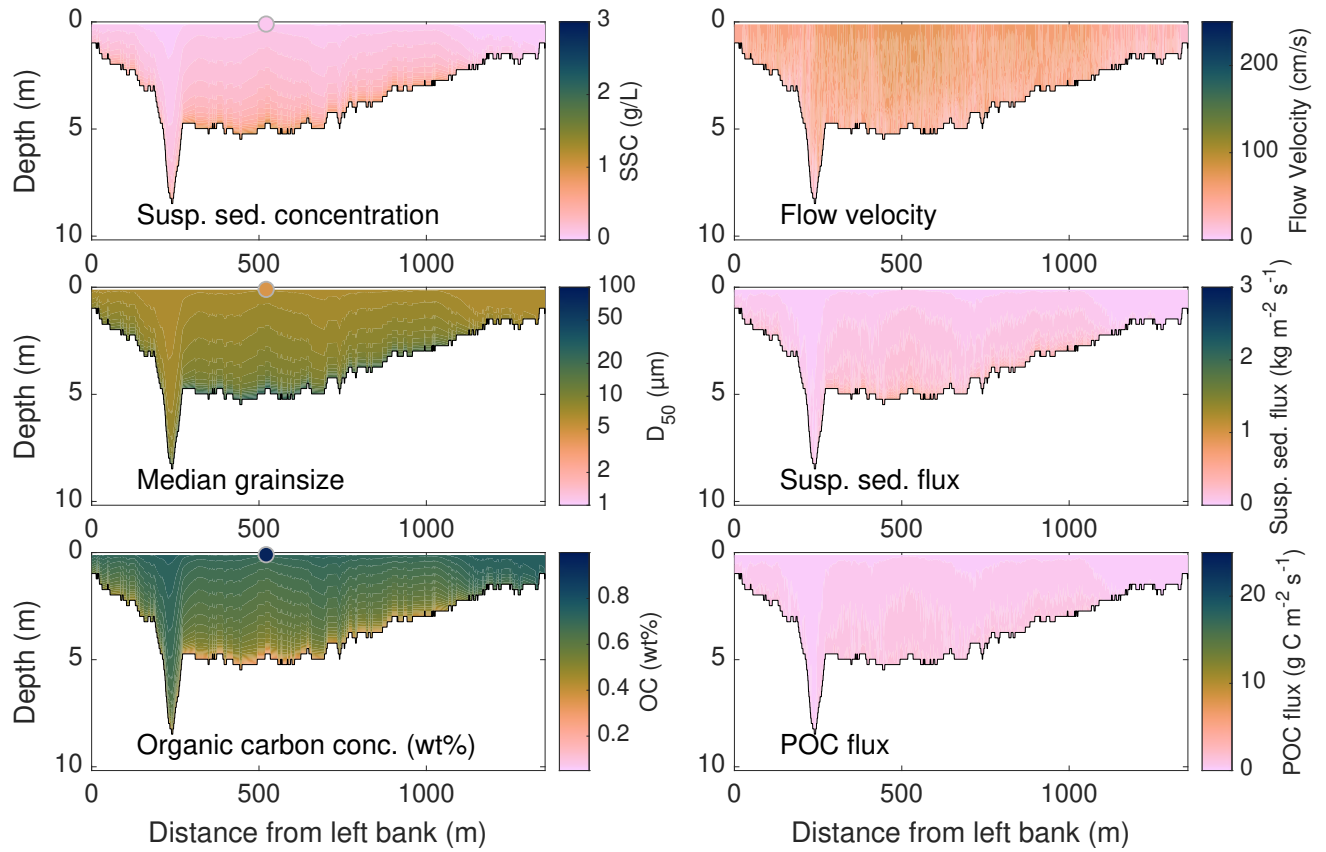 0
5
10
Depth (m)
0 500 1000
Susp. sed. concentration
3
2
1
0
SSC (g/L)
0
5
10
0 500 1000
Flow velocity
200
100
0
Flow Velocity (cm/s)
0
5
10
Depth (m)
0 500 1000
Median grainsize
100
50
20
10
5
2
1
D50 (µm)
0
5
10
0 500 1000
Susp. sed. flux
3
2
1
0
Susp. sed. flux (kg m-2 s-1)
0
5
10
Depth (m)
0 500 1000
Organic carbon conc. (wt%)
Distance from left bank (m)
0.8
0.6
0.4
0.2
OC (wt%)
0
5
10
0 500 1000
POC flux
Distance from left bank (m)
20
10
0
POC flux (g C m-2 s-1)